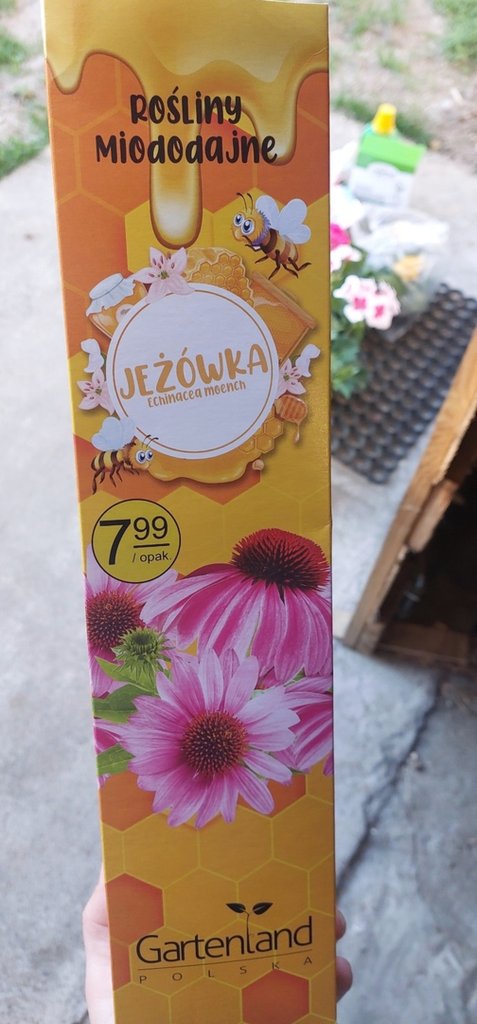 Rośliny
Miododajne
JEŻÓWKA
Echinacea moench
7 99
/ opak.
Gartenland
POLSKA